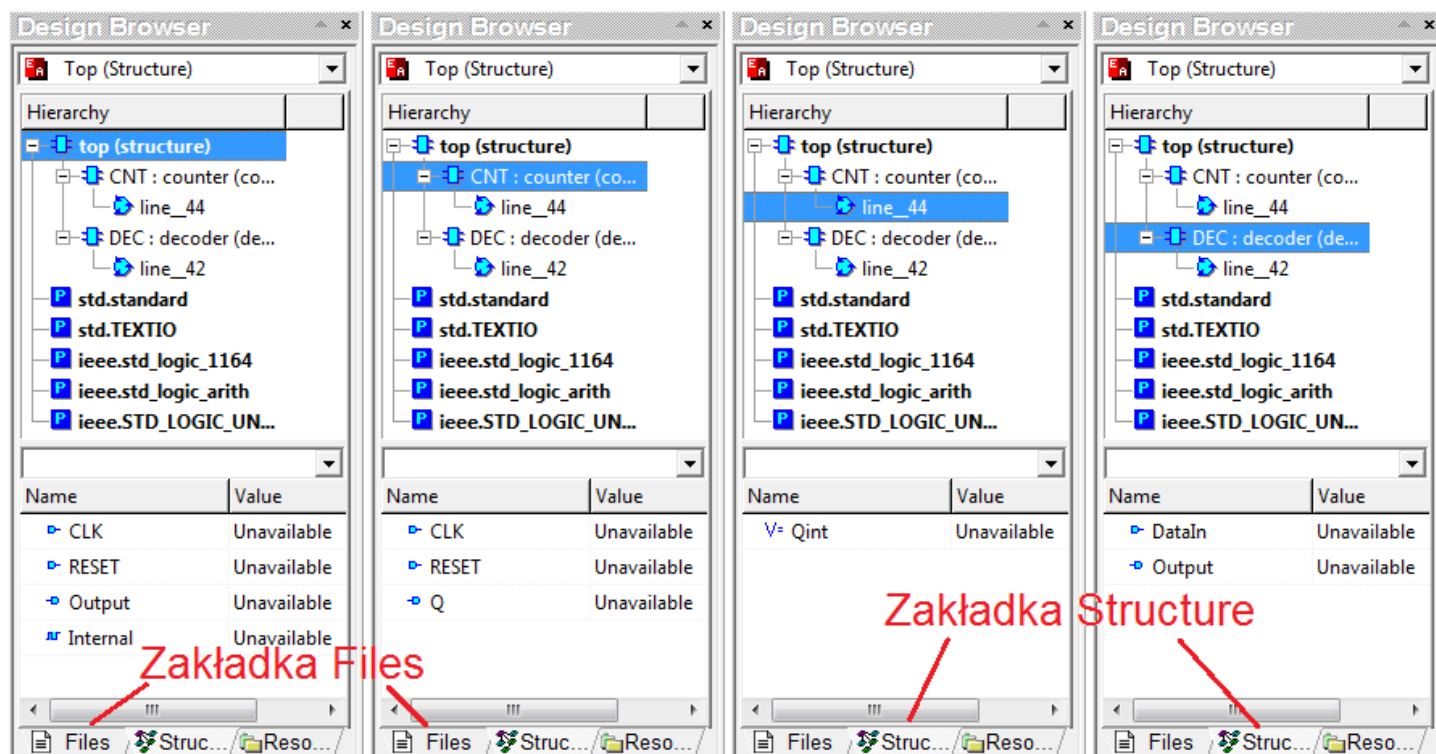 Design Browser
Top (Structure)
Hierarchy
top (structure)
CNT : counter (co...
line__44
DEC : decoder (de...
line__42
std.standard
std.TEXTIO
ieee.std_logic_1164
ieee.std_logic_arith
ieee.STD_LOGIC_UN...
Name Value
CLK Unavailable
RESET Unavailable
Output Unavailable
Internal Unavailable
Files Struc... Reso...
Design Browser
Top (Structure)
Hierarchy
top (structure)
CNT : counter (co...
line__44
DEC : decoder (de...
line__42
std.standard
std.TEXTIO
ieee.std_logic_1164
ieee.std_logic_arith
ieee.STD_LOGIC_UN...
Name Value
CLK Unavailable
RESET Unavailable
Q Unavailable
Files Struc... Reso...
Zakładka Files
Design Browser
Top (Structure)
Hierarchy
top (structure)
CNT : counter (co...
line__44
DEC : decoder (de...
line__42
std.standard
std.TEXTIO
ieee.std_logic_1164
ieee.std_logic_arith
ieee.STD_LOGIC_UN...
Name Value
Qint Unavailable
Files Struc... Reso...
Design Browser
Top (Structure)
Hierarchy
top (structure)
CNT : counter (co...
line__44
DEC : decoder (de...
line__42
std.standard
std.TEXTIO
ieee.std_logic_1164
ieee.std_logic_arith
ieee.STD_LOGIC_UN...
Name Value
DataIn Unavailable
Output Unavailable
Files Struc... Reso...
Zakładka Structure